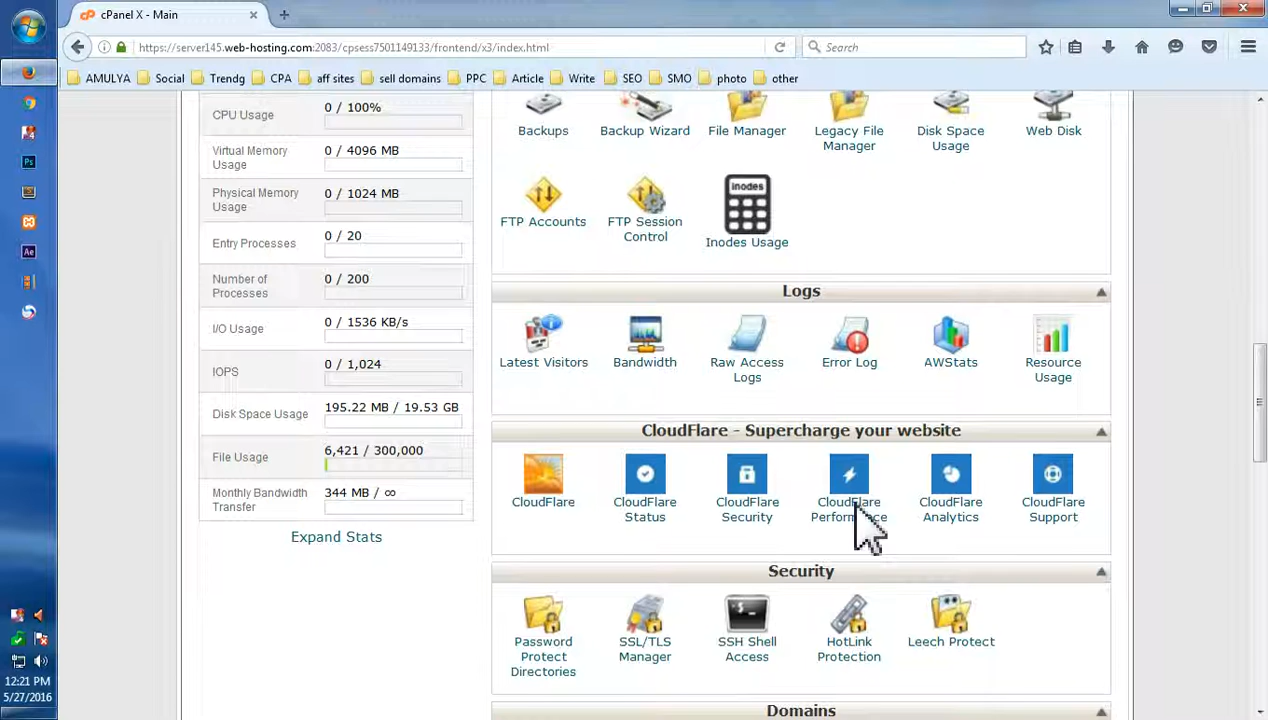 cPanel X - Main
https://server145.web-hosting.com:2083/cpsess7501149133/frontend/x3/index.html
Search
AMULYA
Social
Trendg
CPA
aff sites
sell domains
PPC
Article
Write
SEO
SMO
photo
other
CPU Usage
0 / 100%
Virtual Memory
Usage
0 / 4096 MB
Physical Memory
Usage
0 / 1024 MB
Entry Processes
0 / 20
Number of
Processes
0 / 200
I/O Usage
0 / 1536 KB/s
IOPS
0 / 1,024
Disk Space Usage
195.22 MB / 19.53 GB
File Usage
6,421 / 300,000
Monthly Bandwidth
Transfer
344 MB / ∞
Expand Stats
Backups
Backup Wizard
File Manager
Legacy File
Manager
Disk Space
Usage
Web Disk
FTP Accounts
FTP Session
Control
inodes
Inodes Usage
Logs
Latest Visitors
Bandwidth
Raw Access
Logs
Error Log
AWStats
Resource
Usage
CloudFlare - Supercharge your website
CloudFlare
CloudFlare
Status
CloudFlare
Security
CloudFlare
Performance
CloudFlare
Analytics
CloudFlare
Support
Security
Password
Protect
Directories
SSL/TLS
Manager
SSH Shell
Access
HotLink
Protection
Leech Protect
Domains
Ps
Ae
12:21 PM
5/27/2016